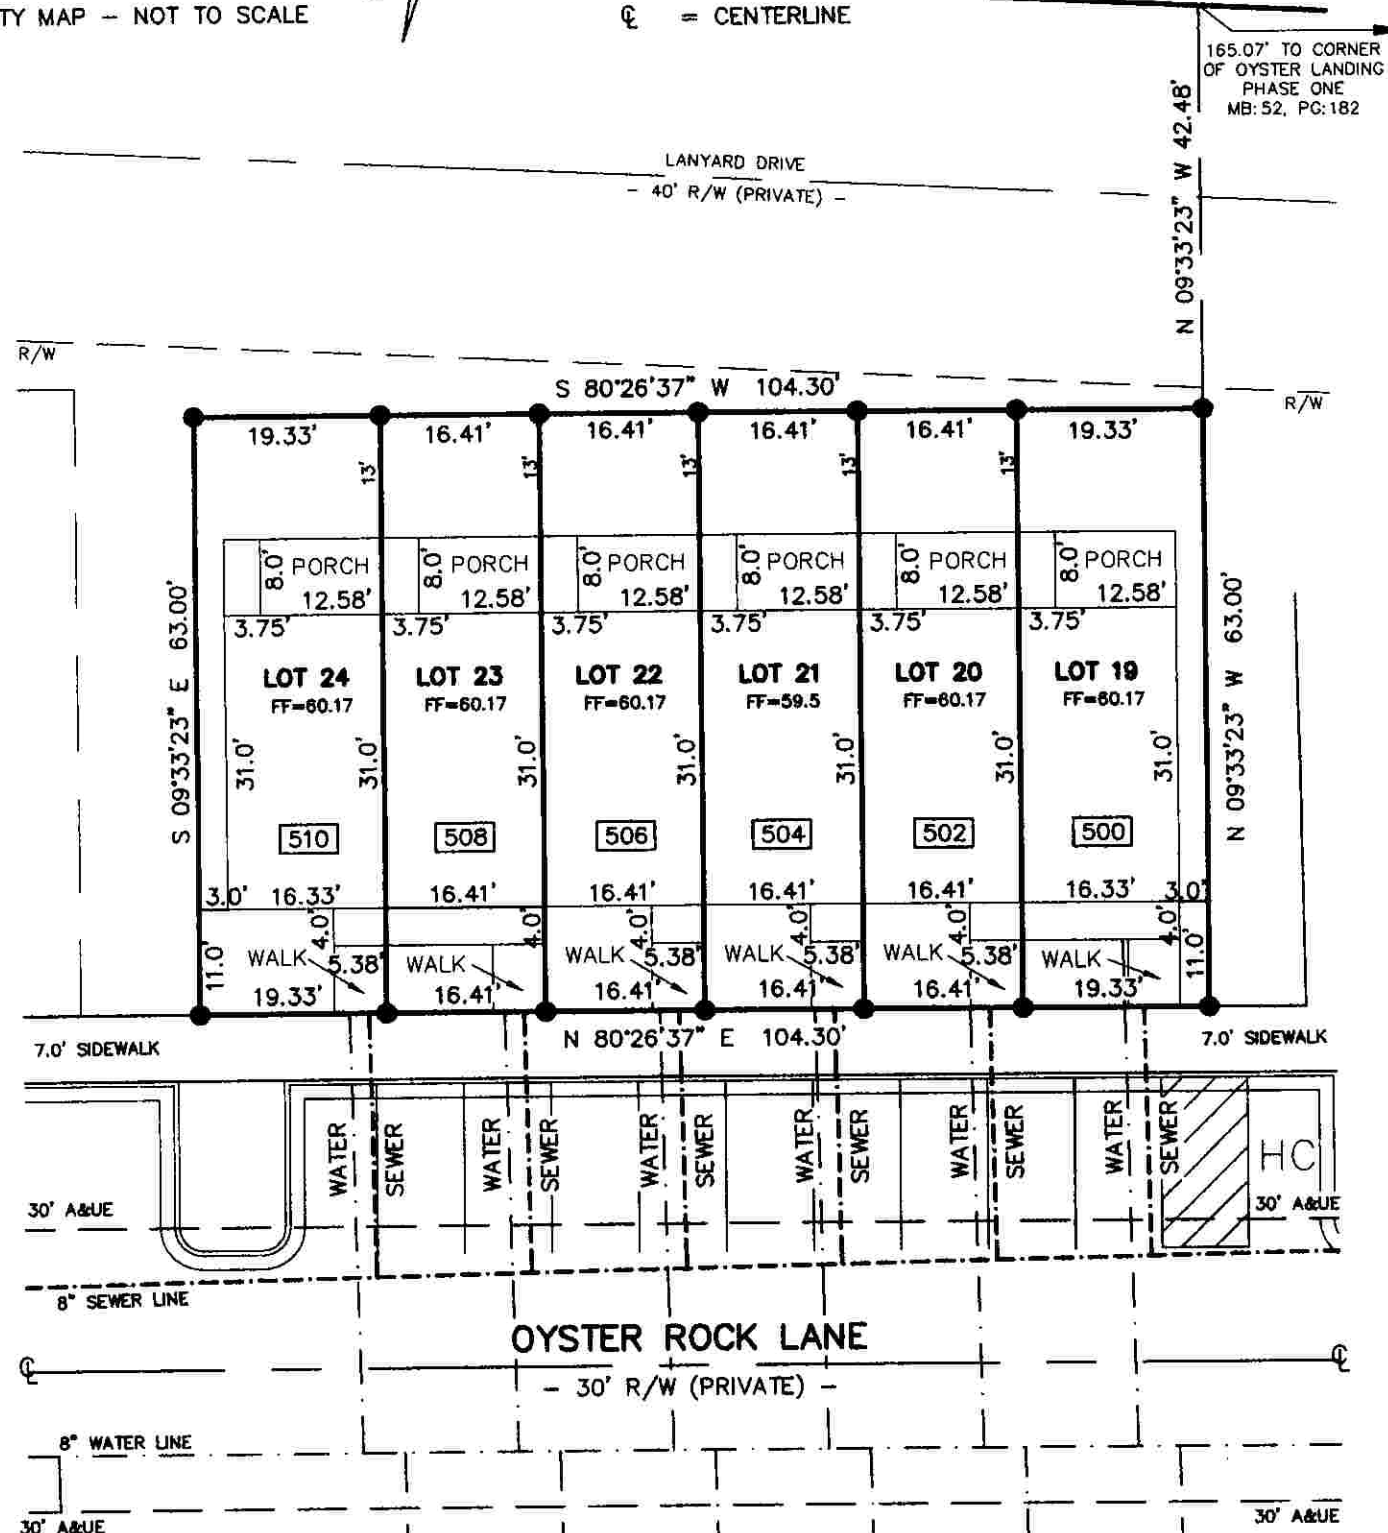 TY MAP – NOT TO SCALE
℄ = CENTERLINE
165.07' TO CORNER
OF OYSTER LANDING
PHASE ONE
MB: 52, PG: 182
N 09°33'23" W 42.48'
LANYARD DRIVE
– 40' R/W (PRIVATE) –
R/W
S 80°26'37" W 104.30'
R/W
19.33' 16.41' 16.41' 16.41' 16.41' 19.33'
13' 13' 13' 13' 13'
8.0' PORCH 8.0' PORCH 8.0' PORCH 8.0' PORCH 8.0' PORCH 8.0' PORCH
12.58' 12.58' 12.58' 12.58' 12.58' 12.58'
3.75' 3.75' 3.75' 3.75' 3.75' 3.75'
S 09°33'23" E 63.00'
N 09°33'23" W 63.00'
LOT 24 LOT 23 LOT 22 LOT 21 LOT 20 LOT 19
FF=60.17 FF=60.17 FF=60.17 FF=59.5 FF=60.17 FF=60.17
31.0' 31.0' 31.0' 31.0' 31.0' 31.0' 31.0'
510 508 506 504 502 500
3.0' 16.33' 16.41' 16.41' 16.41' 16.41' 16.33' 3.0'
11.0' 4.0' 4.0' 4.0' 4.0' 4.0' 4.0' 11.0'
WALK 5.38' WALK WALK 5.38' WALK 5.38' WALK 5.38' WALK
19.33' 16.41' 16.41' 16.41' 16.41' 19.33'
7.0' SIDEWALK
N 80°26'37" E 104.30'
7.0' SIDEWALK
WATER SEWER WATER SEWER WATER SEWER WATER SEWER WATER SEWER WATER SEWER
HC
30' A&UE
30' A&UE
8" SEWER LINE
OYSTER ROCK LANE
℄ ℄
– 30' R/W (PRIVATE) –
8" WATER LINE
30' A&UE
30' A&UE